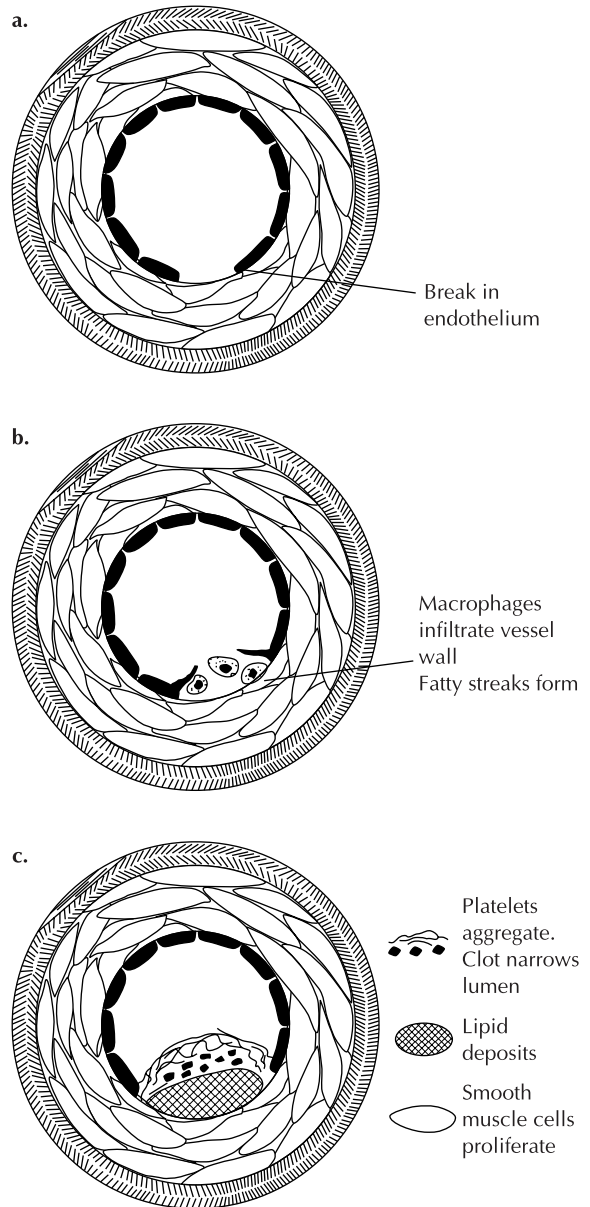 a.
Break in
endothelium
b.
Macrophages
infiltrate vessel
wall
Fatty streaks form
c.
Platelets
aggregate.
Clot narrows
lumen
Lipid
deposits
Smooth
muscle cells
proliferate